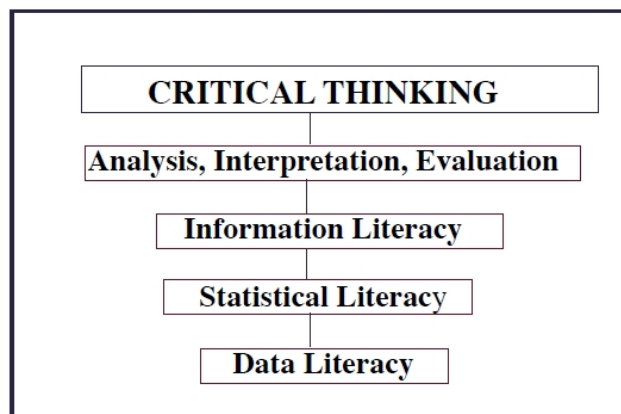 CRITICAL THINKING
Analysis, Interpretation, Evaluation
Information Literacy
Statistical Literacy
Data Literacy